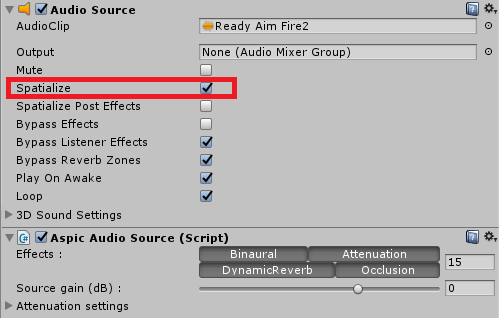 Audio Source
AudioClip Ready Aim Fire2
Output None (Audio Mixer Group)
Mute
Spatialize
Spatialize Post Effects
Bypass Effects
Bypass Listener Effects
Bypass Reverb Zones
Play On Awake
Loop
3D Sound Settings
C# Aspic Audio Source (Script)
Effects : Binaural Attenuation 15
DynamicReverb Occlusion
Source gain (dB) : 0
Attenuation settings